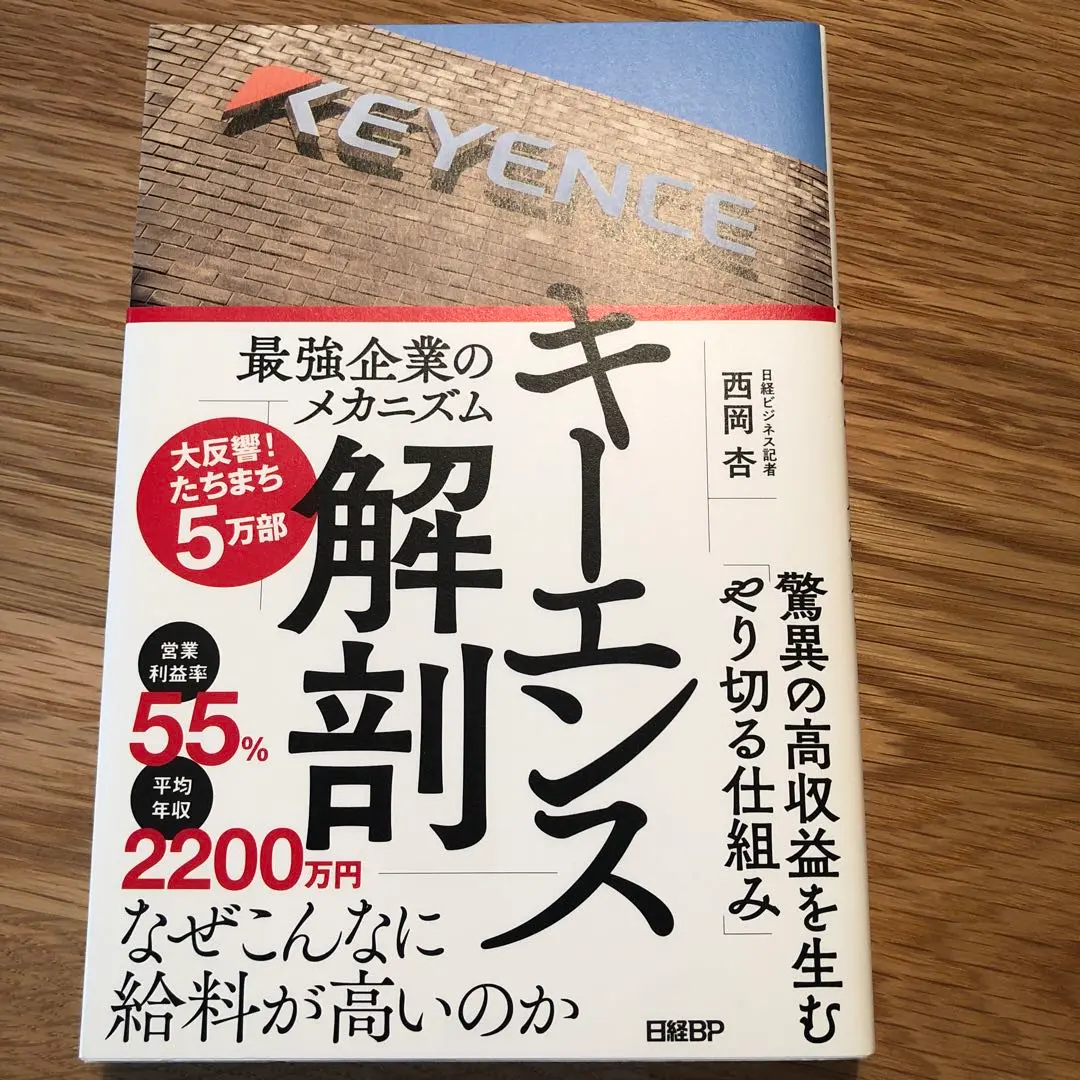 KEYENCE
キーエンス
解剖
最強企業の
メカニズム
日経ビジネス記者
西岡 杏
驚異の高収益を生む
「やり切る仕組み」
大反響!
たちまち
5万部
営業
利益率
55%
平均
年収
2200万円
なぜこんなに
給料が高いのか
日経BP